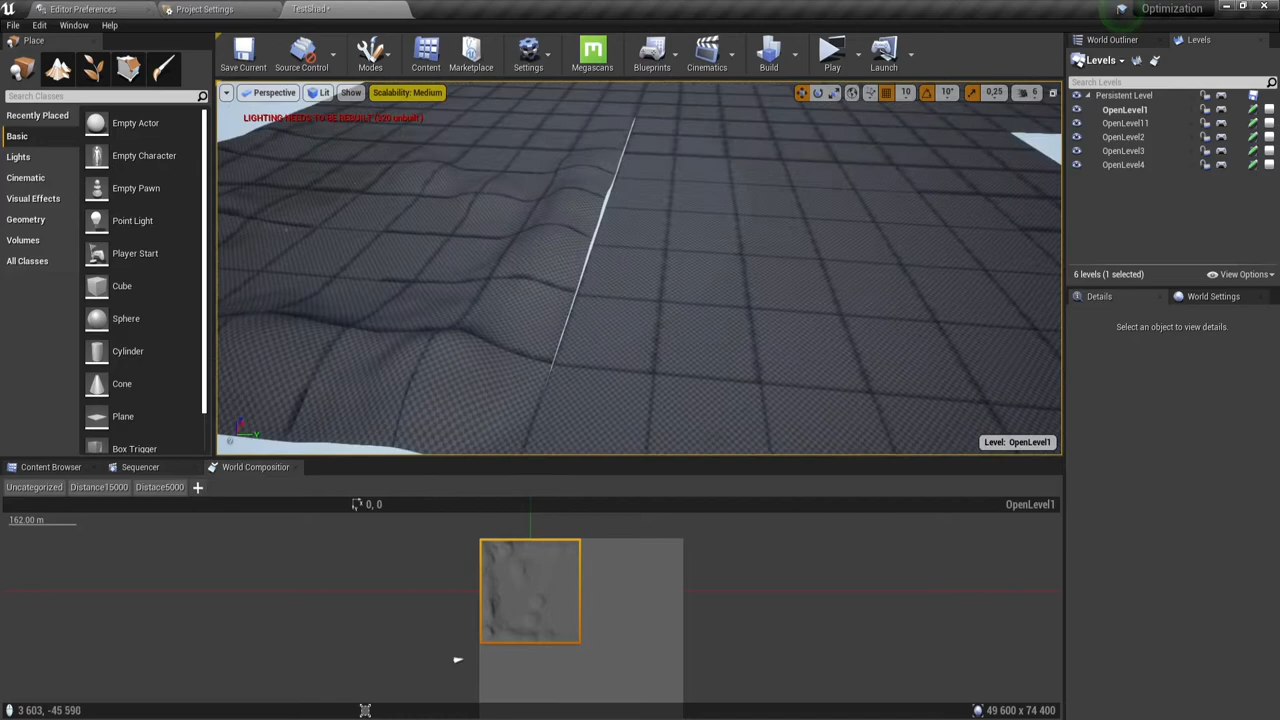 Editor Preferences
Project Settings
TestShad*
Optimization
File Edit Window Help
Place
Search Classes
Recently Placed
Basic
Lights
Cinematic
Visual Effects
Geometry
Volumes
All Classes
Empty Actor
Empty Character
Empty Pawn
Point Light
Player Start
Cube
Sphere
Cylinder
Cone
Plane
Box Trigger
Save Current
Source Control
Modes
Content
Marketplace
Settings
Megascans
Blueprints
Cinematics
Build
Play
Launch
Perspective
Lit
Show
Scalability: Medium
10
10°
0,25
6
LIGHTING NEEDS TO BE REBUILT (520 unbuilt)
Level: OpenLevel1
World Outliner
Levels
Levels
Search Levels
Persistent Level
OpenLevel1
OpenLevel11
OpenLevel2
OpenLevel3
OpenLevel4
6 levels (1 selected)
View Options
Details
World Settings
Select an object to view details.
Content Browser
Sequencer
World Composition
Uncategorized
Distance15000
Distace5000
0, 0
OpenLevel1
162.00 m
3 603, -45 590
49 600 x 74 400